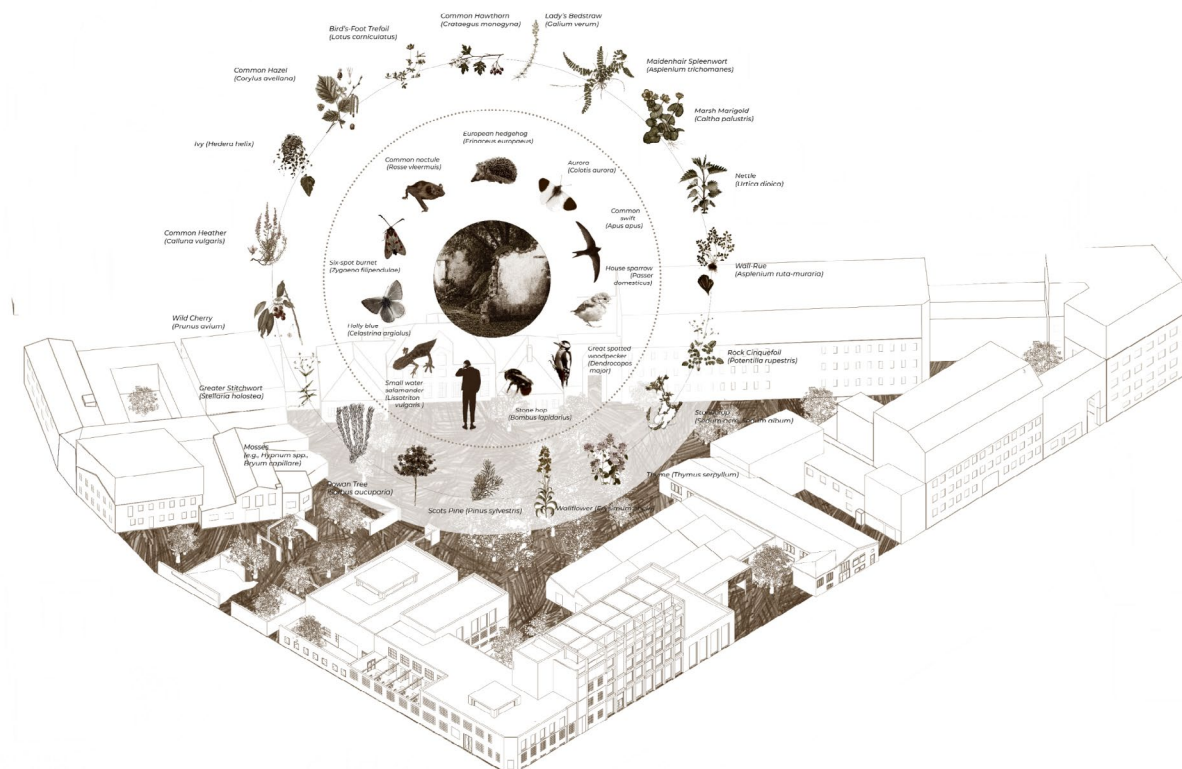 Common Hawthorn
(Crataegus monogyna)
Lady's Bedstraw
(Galium verum)
Bird's-Foot Trefoil
(Lotus corniculatus)
Maidenhair Spleenwort
(Asplenium trichomanes)
Common Hazel
(Corylus avellana)
Marsh Marigold
(Caltha palustris)
Ivy (Hedera helix)
Nettle
(Urtica dioica)
Common Heather
(Calluna vulgaris)
Wall-Rue
(Asplenium ruta-muraria)
Wild Cherry
(Prunus avium)
Rock Cinquefoil
(Potentilla rupestris)
Greater Stitchwort
(Stellaria holostea)
album)
Mosses
(e.g., Hypnum spp.,
Bryum capillare)
Rowan Tree
(Sorbus aucuparia)
Scots Pine (Pinus sylvestris)
Wallflower
Thyme (Thymus serpyllum)
European hedgehog
(Erinaceus europaeus)
Common noctule
(Rosse vleermuis)
Aurora
(Colotis aurora)
Common
swift
(Apus apus)
Six-spot burnet
(Zygaena filipendulae)
House sparrow
(Passer
domesticus)
Holly blue
(Celastrina argiolus)
Great spotted
woodpecker
(Dendrocopos
major)
Small water
salamander
(Lissotriton
vulgaris )
Stone hop
(Bombus lapidarius)